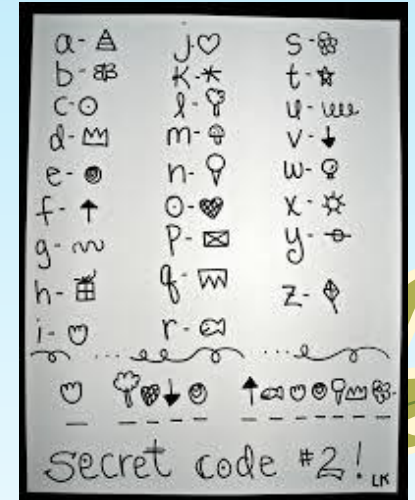 a -
b -
c -
d -
e -
f -
g -
h -
i -
j -
k -
l -
m -
n -
o -
p -
q -
r -
s -
t -
u -
v -
w -
x -
y -
z -
Secret code #2!
LK